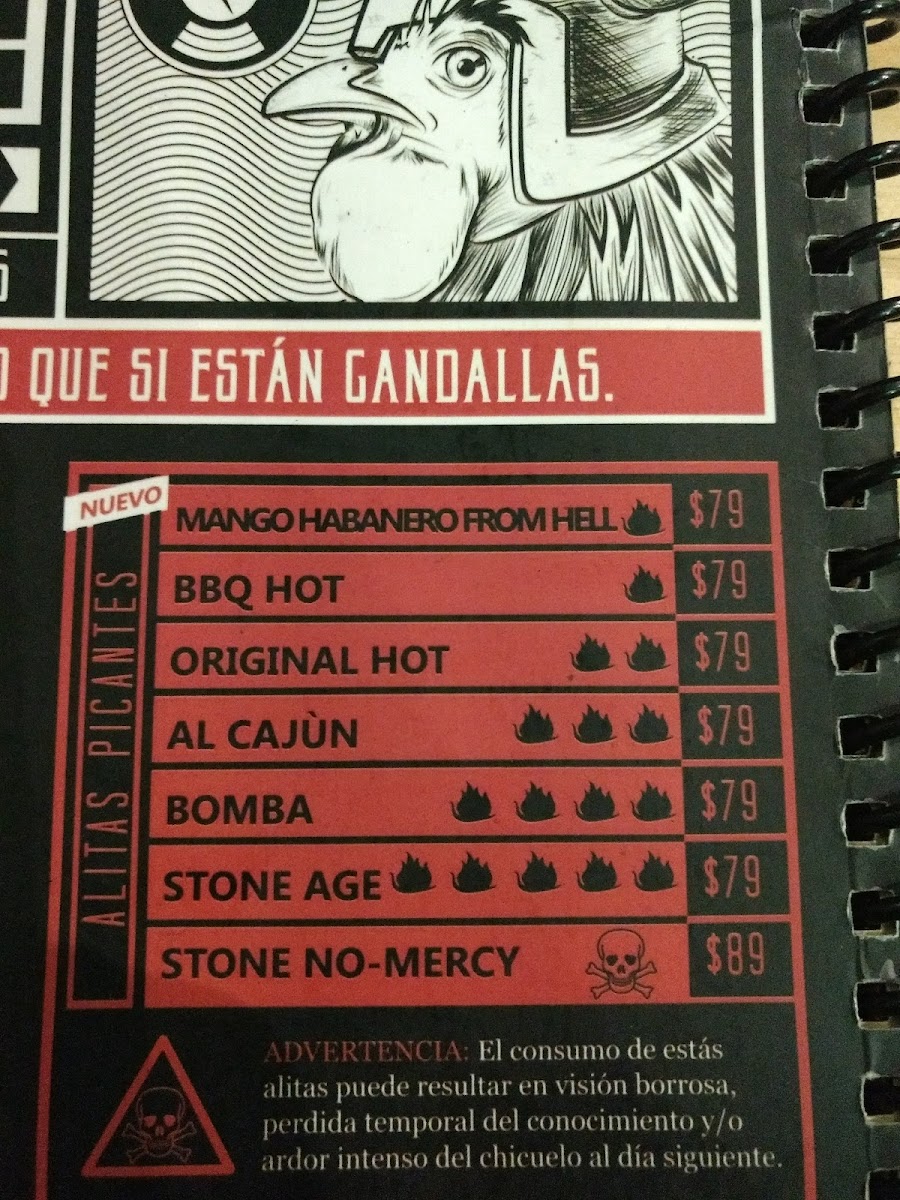 QUE SI ESTÁN GANDALLAS.
NUEVO
ALITAS PICANTES
MANGO HABANERO FROM HELL $79
BBQ HOT $79
ORIGINAL HOT $79
AL CAJÙN $79
BOMBA $79
STONE AGE $79
STONE NO-MERCY $89
ADVERTENCIA: El consumo de estás
alitas puede resultar en visión borrosa,
perdida temporal del conocimiento y/o
ardor intenso del chicuelo al día siguiente.